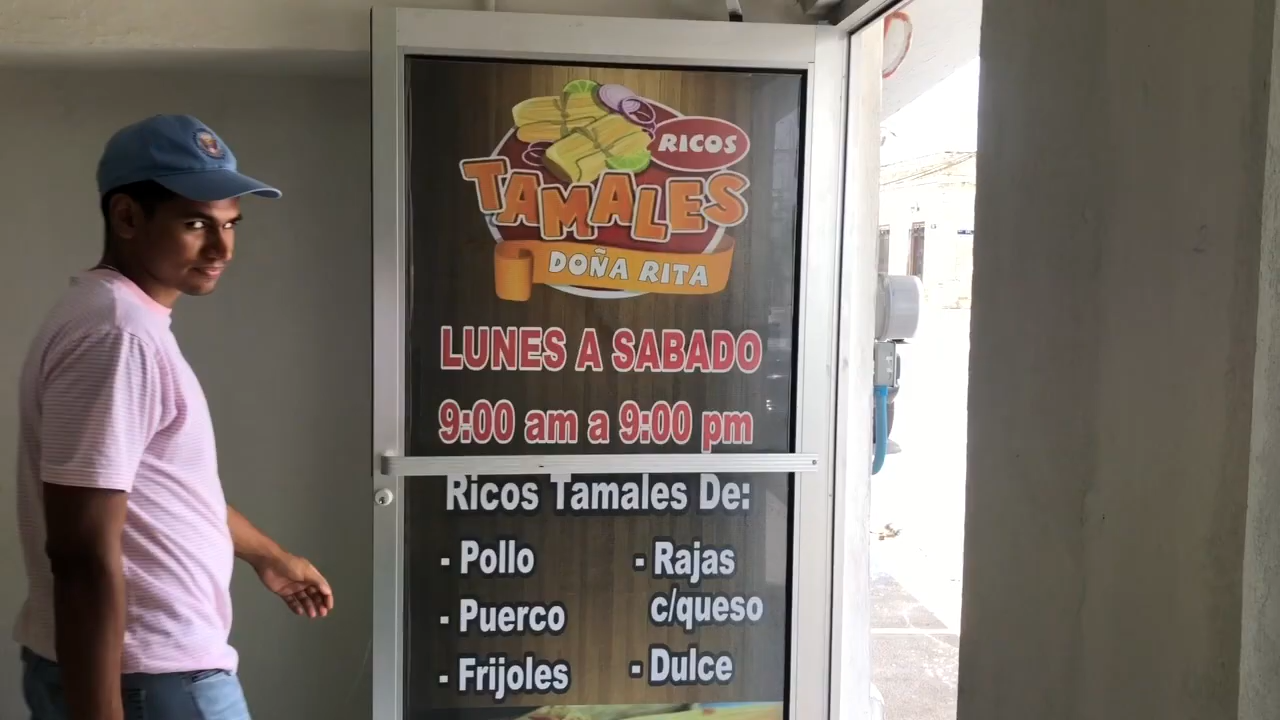 RICOS
TAMALES
DOÑA RITA
LUNES A SABADO
9:00 am a 9:00 pm
Ricos Tamales De:
- Pollo
- Puerco
- Frijoles
- Rajas
c/queso
- Dulce